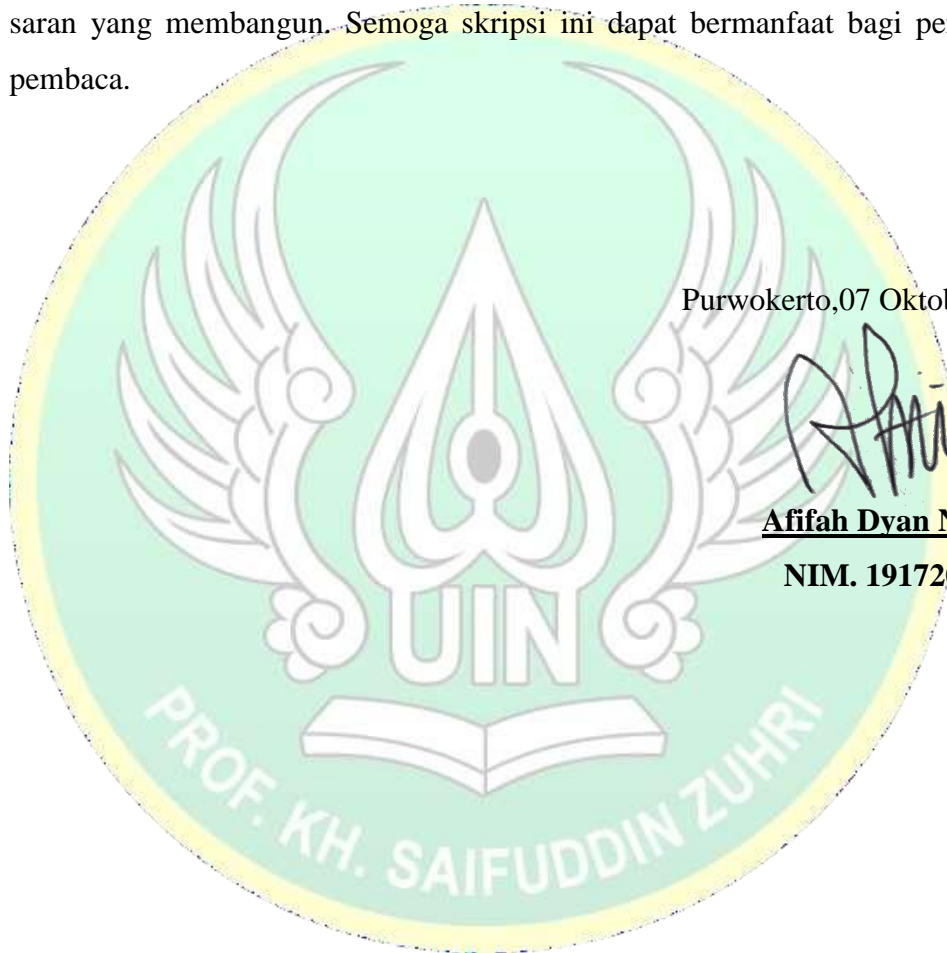 saran yang membangun. Semoga skripsi ini dapat bermanfaat bagi pe
pembaca.
Purwokerto,07 Oktob
Afifah Dyan N
NIM. 19172
UIN
PROF. KH. SAIFUDDIN ZUHRI